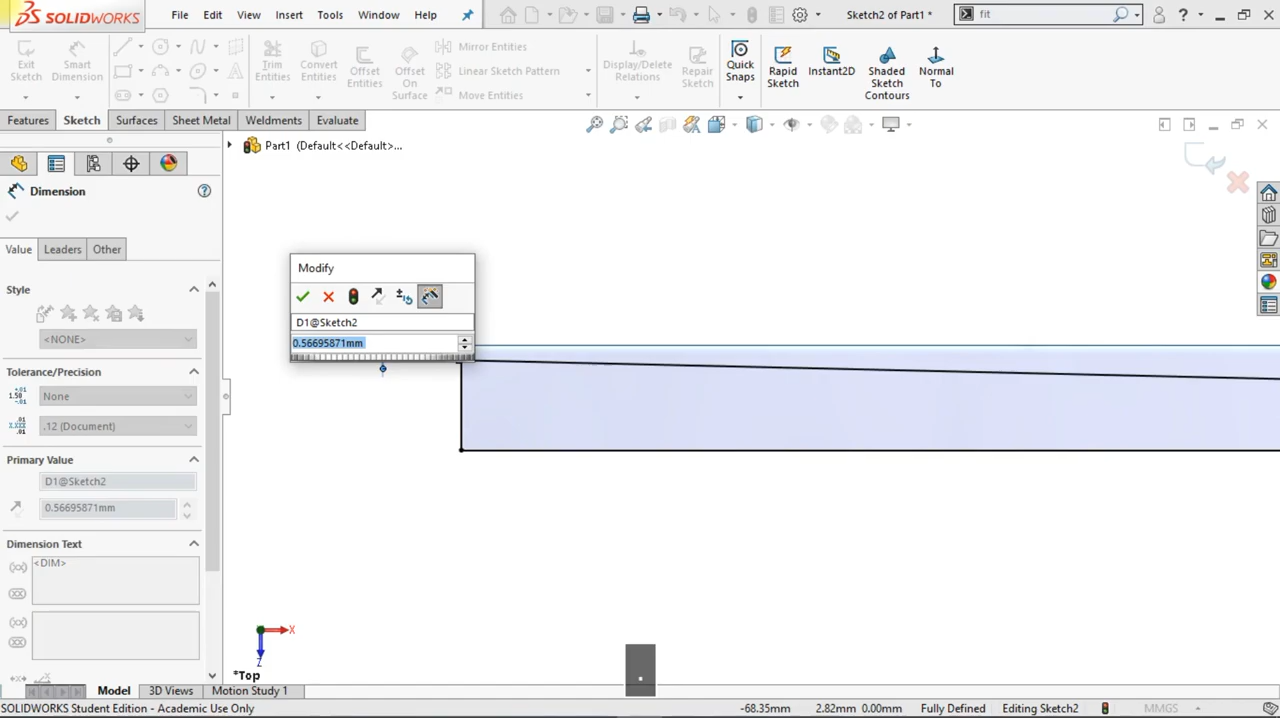 SOLIDWORKS
File Edit View Insert Tools Window Help
Sketch2 of Part1 *
fit
Exit Sketch
Smart Dimension
Trim Entities
Convert Entities
Offset Entities
Offset On Surface
Mirror Entities
Linear Sketch Pattern
Move Entities
Display/Delete Relations
Repair Sketch
Quick Snaps
Rapid Sketch
Instant2D
Shaded Sketch Contours
Normal To
Features Sketch Surfaces Sheet Metal Weldments Evaluate
Part1 (Default<<Default>...
Dimension
Value Leaders Other
Style
<NONE>
Tolerance/Precision
None
.12 (Document)
Primary Value
D1@Sketch2
0.56695871mm
Dimension Text
<DIM>
Modify
D1@Sketch2
0.56695871mm
X
Z
*Top
.
Model 3D Views Motion Study 1
SOLIDWORKS Student Edition - Academic Use Only
-68.35mm 2.82mm 0.00mm Fully Defined Editing Sketch2 MMGS